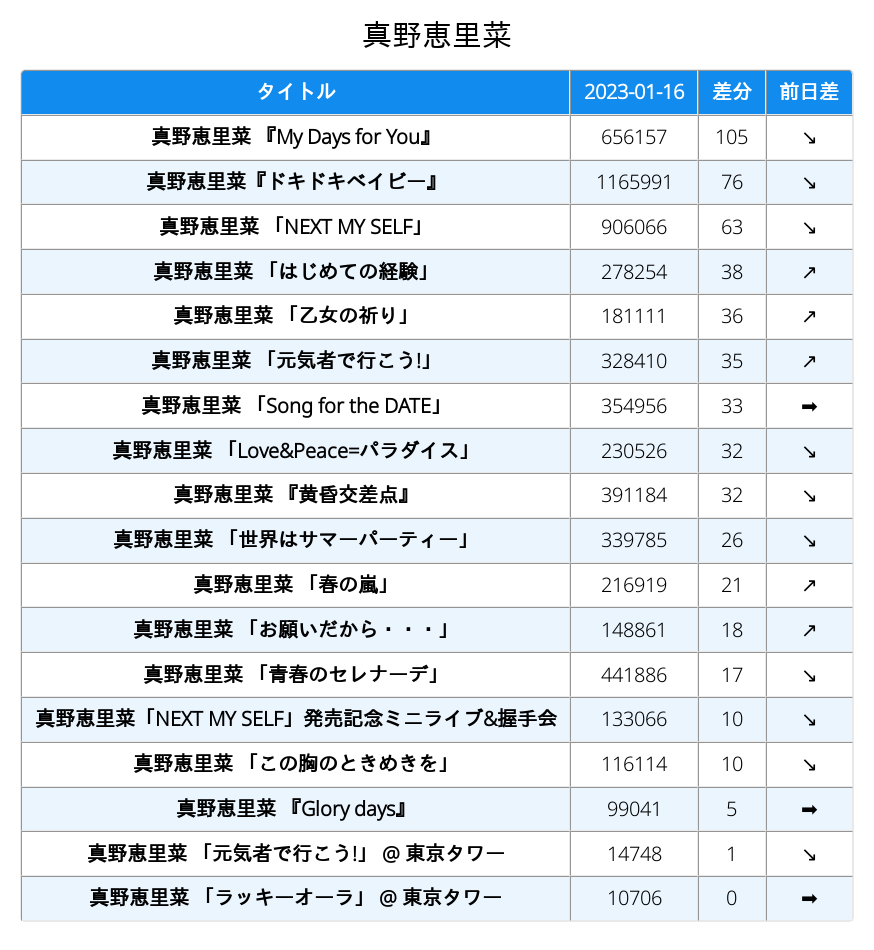 真野恵里菜
タイトル 2023-01-16 差分 前日差
真野恵里菜 『My Days for You』 656157 105 ↘
真野恵里菜『ドキドキベイビー』 1165991 76 ↘
真野恵里菜 「NEXT MY SELF」 906066 63 ↘
真野恵里菜 「はじめての経験」 278254 38 ↗
真野恵里菜 「乙女の祈り」 181111 36 ↗
真野恵里菜 「元気者で行こう!」 328410 35 ↗
真野恵里菜 「Song for the DATE」 354956 33 ➡
真野恵里菜 「Love&Peace=パラダイス」 230526 32 ↘
真野恵里菜 『黄昏交差点』 391184 32 ↘
真野恵里菜 「世界はサマーパーティー」 339785 26 ↘
真野恵里菜 「春の嵐」 216919 21 ↗
真野恵里菜 「お願いだから・・・」 148861 18 ↗
真野恵里菜 「青春のセレナーデ」 441886 17 ↘
真野恵里菜「NEXT MY SELF」発売記念ミニライブ&握手会 133066 10 ↘
真野恵里菜 「この胸のときめきを」 116114 10 ↘
真野恵里菜 『Glory days』 99041 5 ➡
真野恵里菜 「元気者で行こう!」 @ 東京タワー 14748 1 ↘
真野恵里菜 「ラッキーオーラ」 @ 東京タワー 10706 0 ➡